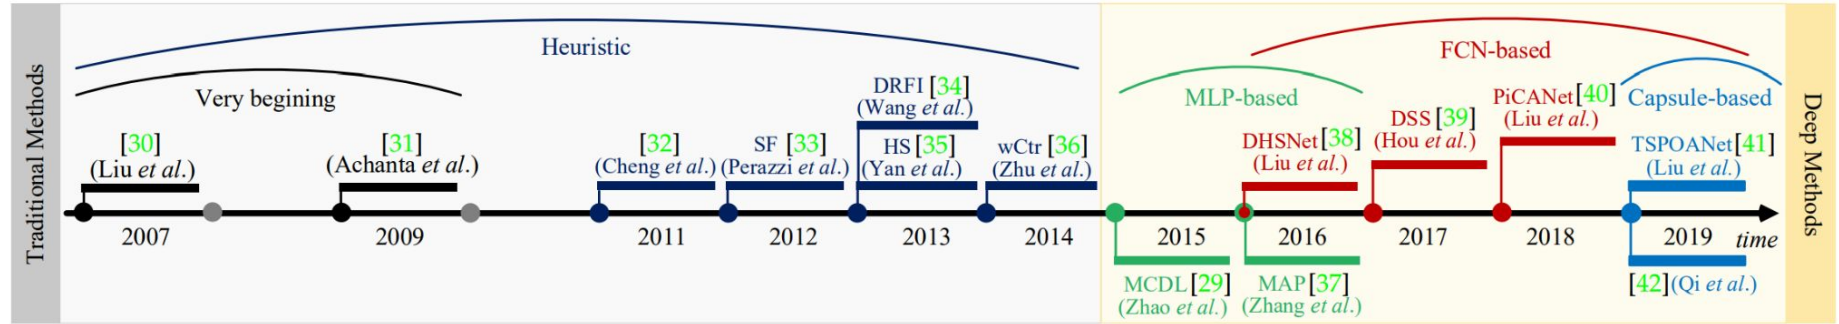 Traditional Methods
Heuristic
Very begining
[30]
(Liu et al.)
[31]
(Achanta et al.)
[32]
(Cheng et al.)
SF [33]
(Perazzi et al.)
DRFI [34]
(Wang et al.)
HS [35]
(Yan et al.)
wCtr [36]
(Zhu et al.)
FCN-based
MLP-based
Capsule-based
DHSNet[38]
(Liu et al.)
DSS [39]
(Hou et al.)
PiCANet[40]
(Liu et al.)
TSPOANet[41]
(Liu et al.)
2007
2009
2011
2012
2013
2014
2015
2016
2017
2018
2019
time
MCDL [29]
(Zhao et al.)
MAP [37]
(Zhang et al.)
[42](Qi et al.)
Deep Methods